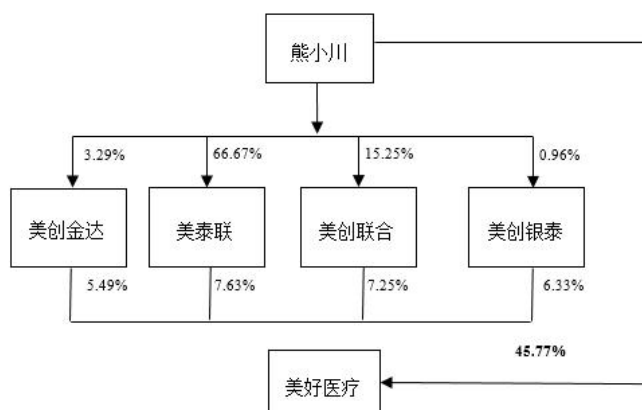 熊小川
3.29%
66.67%
15.25%
0.96%
美创金达
美泰联
美创联合
美创银泰
5.49%
7.63%
7.25%
6.33%
45.77%
美好医疗